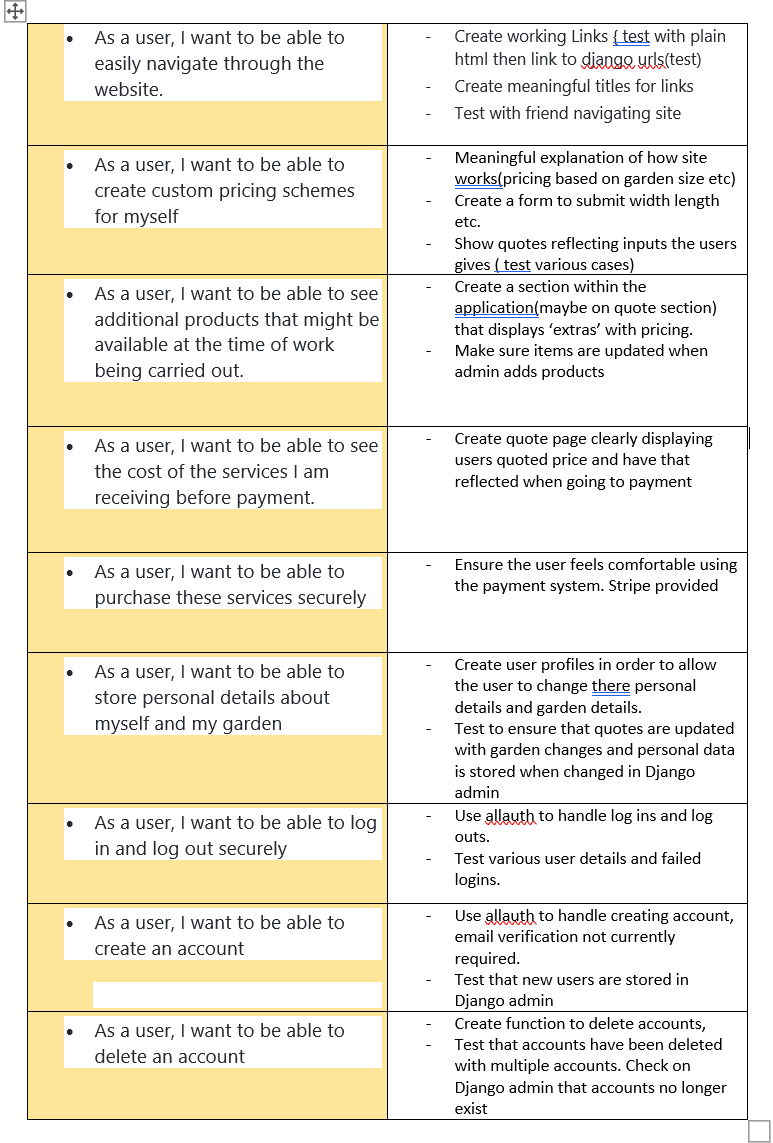 • As a user, I want to be able to
easily navigate through the
website.
- Create working Links { test with plain
html then link to django urls(test)
- Create meaningful titles for links
- Test with friend navigating site
• As a user, I want to be able to
create custom pricing schemes
for myself
- Meaningful explanation of how site
works(pricing based on garden size etc)
- Create a form to submit width length
etc.
- Show quotes reflecting inputs the users
gives ( test various cases)
• As a user, I want to be able to see
additional products that might be
available at the time of work
being carried out.
- Create a section within the
application(maybe on quote section)
that displays ‘extras’ with pricing.
- Make sure items are updated when
admin adds products
• As a user, I want to be able to see
the cost of the services I am
receiving before payment.
- Create quote page clearly displaying
users quoted price and have that
reflected when going to payment
• As a user, I want to be able to
purchase these services securely
- Ensure the user feels comfortable using
the payment system. Stripe provided
• As a user, I want to be able to
store personal details about
myself and my garden
- Create user profiles in order to allow
the user to change there personal
details and garden details.
- Test to ensure that quotes are updated
with garden changes and personal data
is stored when changed in Django
admin
• As a user, I want to be able to log
in and log out securely
- Use allauth to handle log ins and log
outs.
- Test various user details and failed
logins.
• As a user, I want to be able to
create an account
- Use allauth to handle creating account,
email verification not currently
required.
- Test that new users are stored in
Django admin
• As a user, I want to be able to
delete an account
- Create function to delete accounts,
- Test that accounts have been deleted
with multiple accounts. Check on
Django admin that accounts no longer
exist